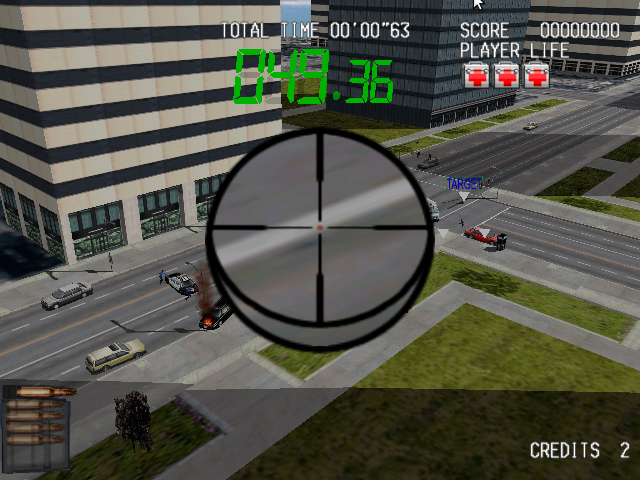 TOTAL TIME 00'00"63
SCORE 00000000
PLAYER LIFE
049.36
TARGET
CREDITS 2